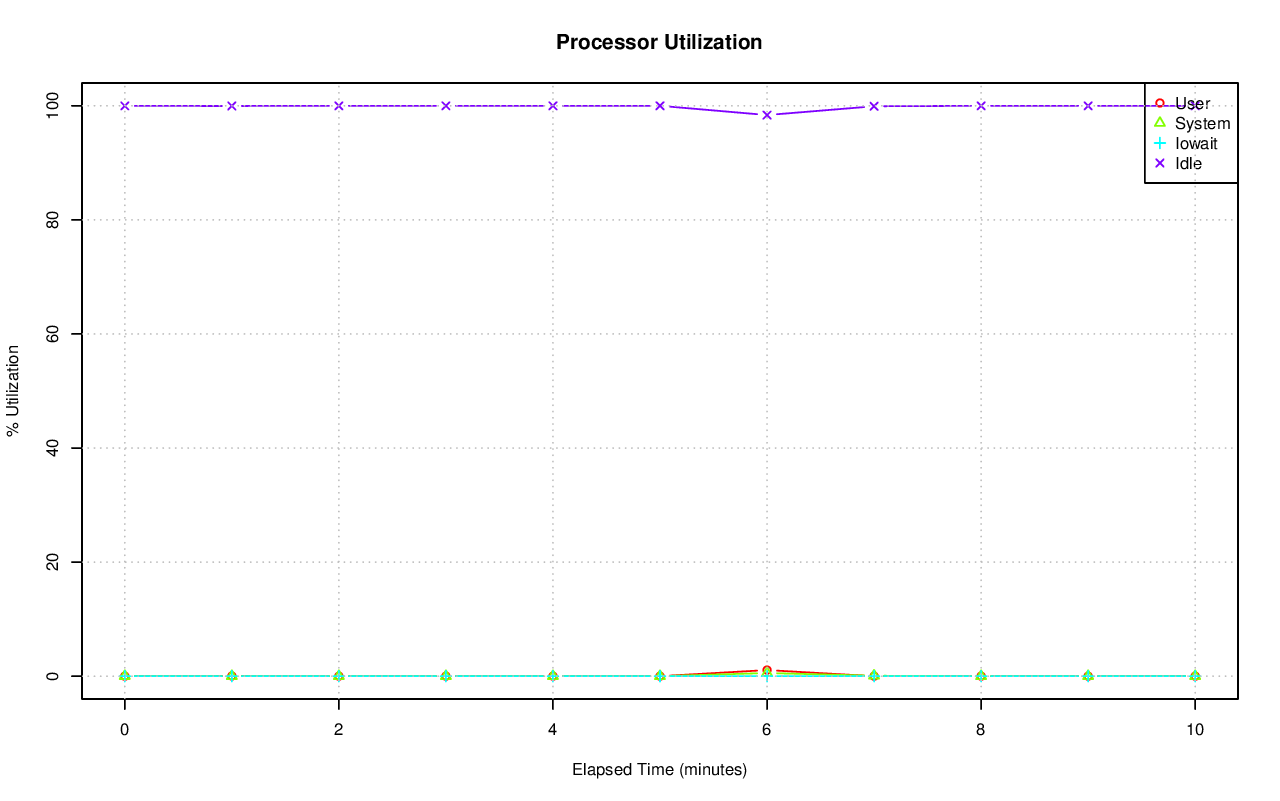 Processor Utilization
User
System
Iowait
Idle
% Utilization
100
80
60
40
20
0
0 2 4 6 8 10
Elapsed Time (minutes)